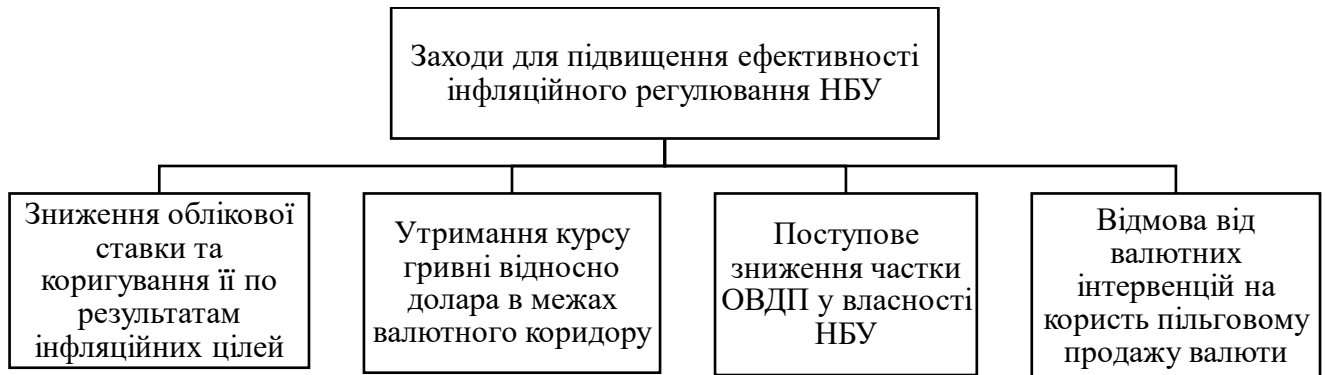 Заходи для підвищення ефективності
інфляційного регулювання НБУ
Зниження облікової
ставки та
коригування її по
результатам
інфляційних цілей
Утримання курсу
гривні відносно
долара в межах
валютного коридору
Поступове
зниження частки
ОВДП у власності
НБУ
Відмова від
валютних
інтервенцій на
користь пільговому
продажу валюти